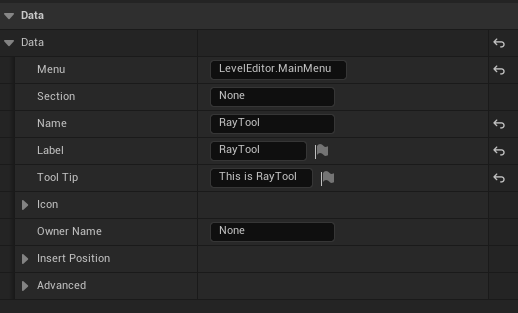 Data
Data
Menu LevelEditor.MainMenu
Section None
Name RayTool
Label RayTool
Tool Tip This is RayTool
Icon
Owner Name None
Insert Position
Advanced